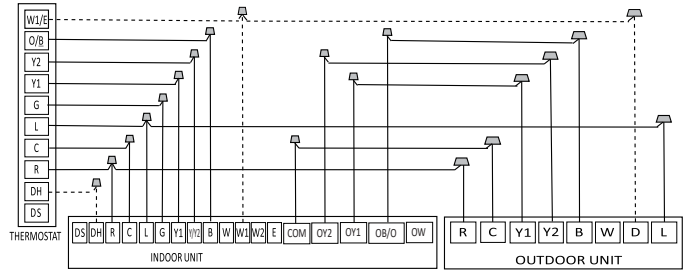 W1/E
O/B
Y2
Y1
G
L
C
R
DH
DS
THERMOSTAT
DS DH R C L G Y1 Y/Y2 B W W1 W2 E COM OY2 OY1 OB/O OW
INDOOR UNIT
R C Y1 Y2 B W D L
OUTDOOR UNIT